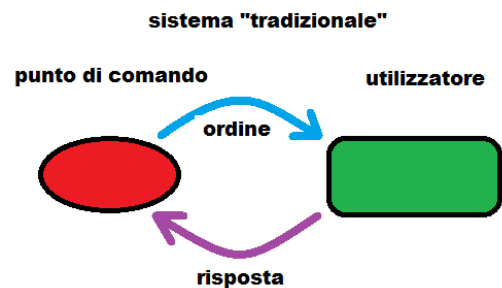 sistema "tradizionale"
punto di comando
utilizzatore
ordine
risposta